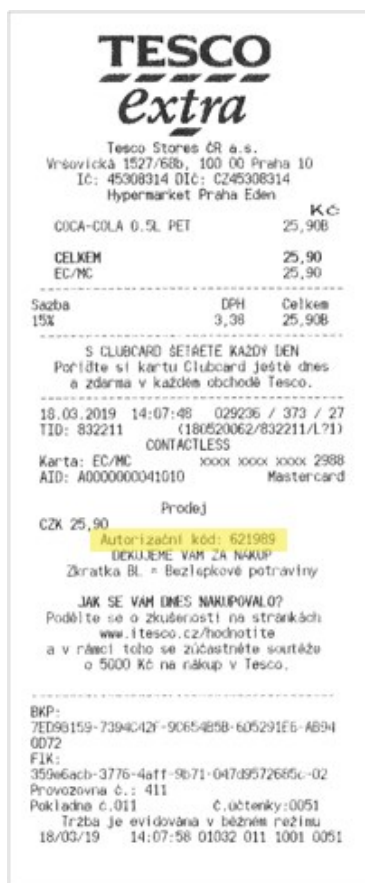 TESCO
extra
Tesco Stores ČR a.s.
Vršovická 1527/68b, 100 00 Praha 10
IČ: 45308314 DIČ: CZ45308314
Hypermarket Praha Eden
Kč
COCA-COLA 0.5L PET 25,90B
CELKEM 25,90
EC/MC 25,90
Sazba DPH Celkem
15% 3,38 25,90B
S CLUBCARD ŠETŘETE KAŽDÝ DEN
Pořiďte si kartu Clubcard ještě dnes
a zdarma v každém obchodě Tesco.
18.03.2019 14:07:48 029236 / 373 / 27
TID: 832211 (180520062/832211/L?1)
CONTACTLESS
Karta: EC/MC xxxx xxxx xxxx 2988
AID: A0000000041010 Mastercard
Prodej
CZK 25,90
Autorizační kód: 621989
DĚKUJEME VÁM ZA NÁKUP
Zkratka BL = Bezlepkové potraviny
JAK SE VÁM DNES NAKUPOVALO?
Podělte se o zkušenosti na stránkách
www.itesco.cz/hodnotite
a v rámci toho se zúčastněte soutěže
o 5000 Kč na nákup v Tesco.
BKP:
7ED98159-7394C42F-9C654B5B-605291E6-AB94
0D72
FIK:
359e6acb-3776-4aff-9b71-047d9572685c-02
Provozovna č.: 411
Pokladna č.011 č.účtenky:0051
Tržba je evidována v běžném režimu
18/03/19 14:07:58 01032 011 1001 0051